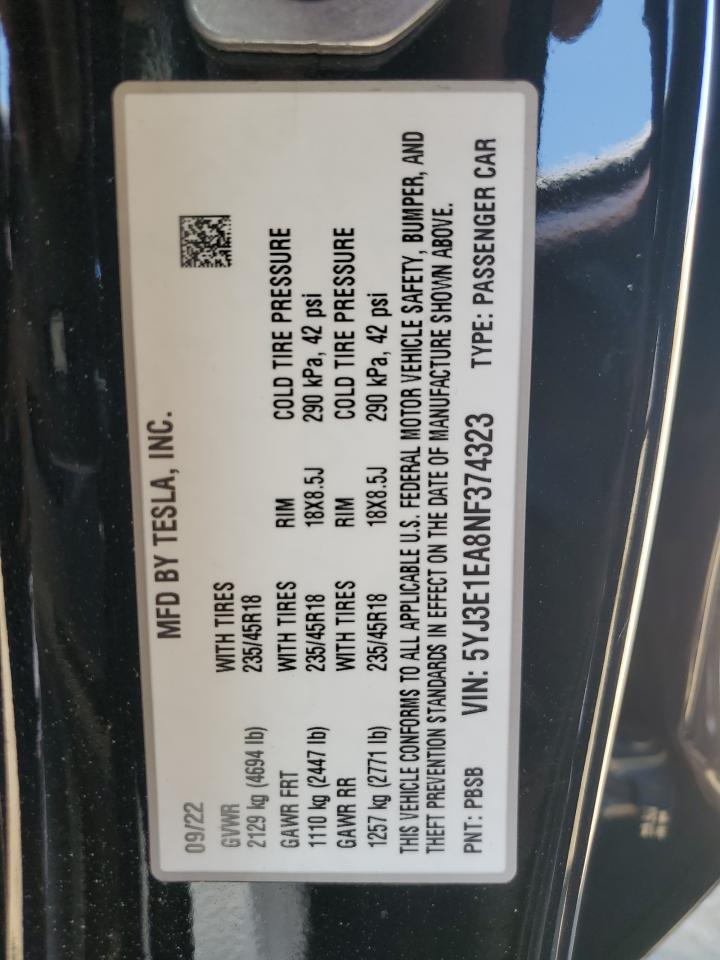 MFD BY TESLA, INC.
09/22
GVWR WITH TIRES
2129 kg (4694 lb) 235/45R18
GAWR FRT WITH TIRES RIM COLD TIRE PRESSURE
1110 kg (2447 lb) 235/45R18 18X8.5J 290 kPa, 42 psi
GAWR RR WITH TIRES RIM COLD TIRE PRESSURE
1257 kg (2771 lb) 235/45R18 18X8.5J 290 kPa, 42 psi
THIS VEHICLE CONFORMS TO ALL APPLICABLE U.S. FEDERAL MOTOR VEHICLE SAFETY, BUMPER, AND
THEFT PREVENTION STANDARDS IN EFFECT ON THE DATE OF MANUFACTURE SHOWN ABOVE.
PNT: PBSB VIN: 5YJ3E1EA8NF374323 TYPE: PASSENGER CAR